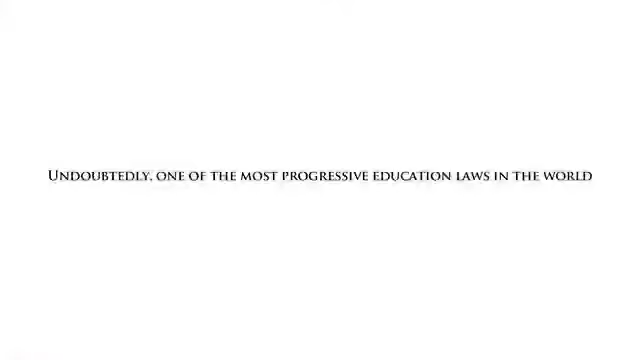 Undoubtedly, one of the most progressive education laws in the world